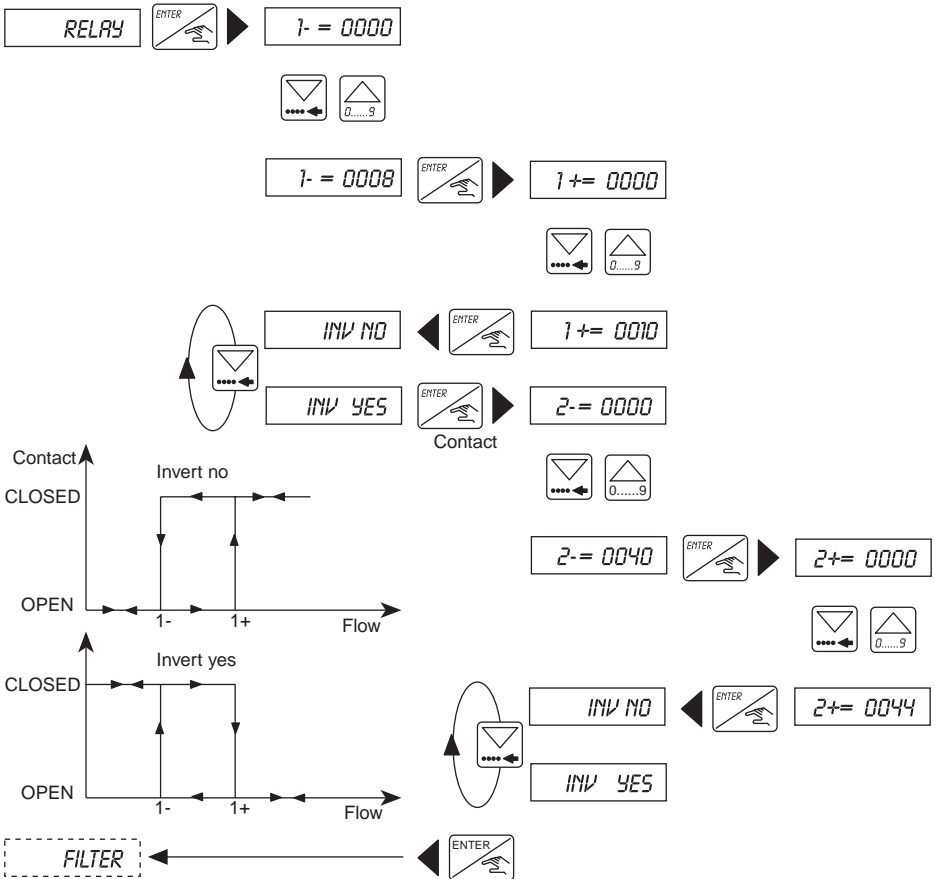 RELAY ENTER 1- = 0000
0......9
1- = 0008 ENTER 1+= 0000
0......9
INV NO ENTER 1+= 0010
INV YES ENTER 2-= 0000
Contact
0......9
2-= 0040 ENTER 2+= 0000
0......9
INV NO ENTER 2+= 0044
INV YES
Contact
Invert no
CLOSED
OPEN
1- 1+ Flow
Invert yes
CLOSED
OPEN
1- 1+ Flow
FILTER ENTER